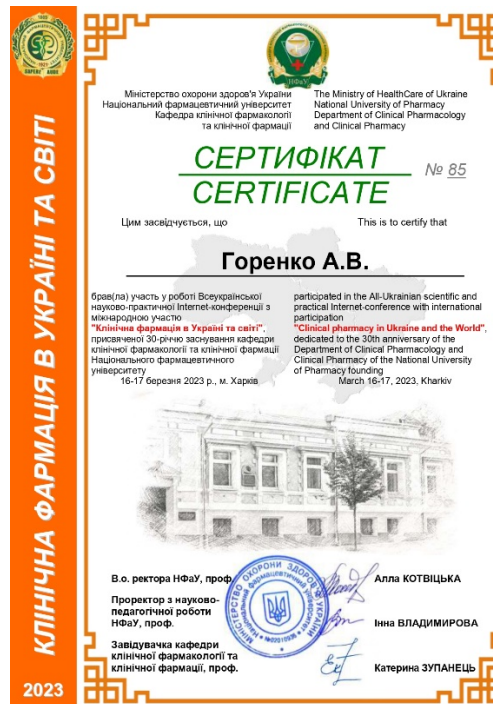 КЛІНІЧНА ФАРМАЦІЯ В УКРАЇНІ ТА СВІТІ
2023
НФаУ
Міністерство охорони здоров'я України
Національний фармацевтичний університет
Кафедра клінічної фармакології
та клінічної фармації
The Ministry of HealthCare of Ukraine
National University of Pharmacy
Department of Clinical Pharmacology
and Clinical Pharmacy
СЕРТИФІКАТ
CERTIFICATE
№ 85
Цим засвідчується, що
This is to certify that
Горенко А.В.
брав(ла) участь у роботі Всеукраїнської
науково-практичної Internet-конференції з
міжнародною участю
"Клінічна фармація в Україні та світі",
присвяченої 30-річчю заснування кафедри
клінічної фармакології та клінічної фармації
Національного фармацевтичного
університету
16-17 березня 2023 р., м. Харків
participated in the All-Ukrainian scientific and
practical Internet-conference with international
participation
"Clinical pharmacy in Ukraine and the World",
dedicated to the 30th anniversary of the
Department of Clinical Pharmacology and
Clinical Pharmacy of the National University
of Pharmacy founding
March 16-17, 2023, Kharkiv
В.о. ректора НФаУ, проф.
Алла КОТВІЦЬКА
Проректор з науково-
педагогічної роботи
НФаУ, проф.
Інна ВЛАДИМИРОВА
Завідувачка кафедри
клінічної фармакології та
клінічної фармації, проф.
Катерина ЗУПАНЕЦЬ
МІНІСТЕРСТВО ОХОРОНИ ЗДОРОВ'Я УКРАЇНИ
Національний фармацевтичний університет